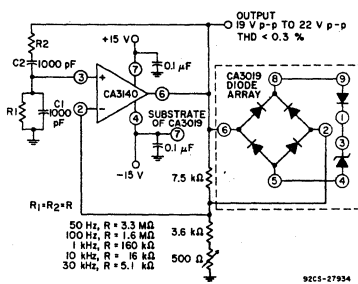 OUTPUT
19 V p-p TO 22 V p-p
THD < 0.3 %
+15 V
R2
C2
1000 pF
0.1 μF
CA3019
DIODE
ARRAY
7
8
9
3
CA3140
6
R1
C1
1000
pF
2
4
SUBSTRATE
OF CA3019
7
6
2
1
3
0.1 μF
5
4
-15 V
7.5 kΩ
R1=R2=R
50 Hz, R = 3.3 MΩ
100 Hz, R = 1.6 MΩ
1 kHz, R = 160 kΩ
10 kHz, R = 16 kΩ
30 kHz, R = 5.1 kΩ
3.6 kΩ
500 Ω
92CS-27934